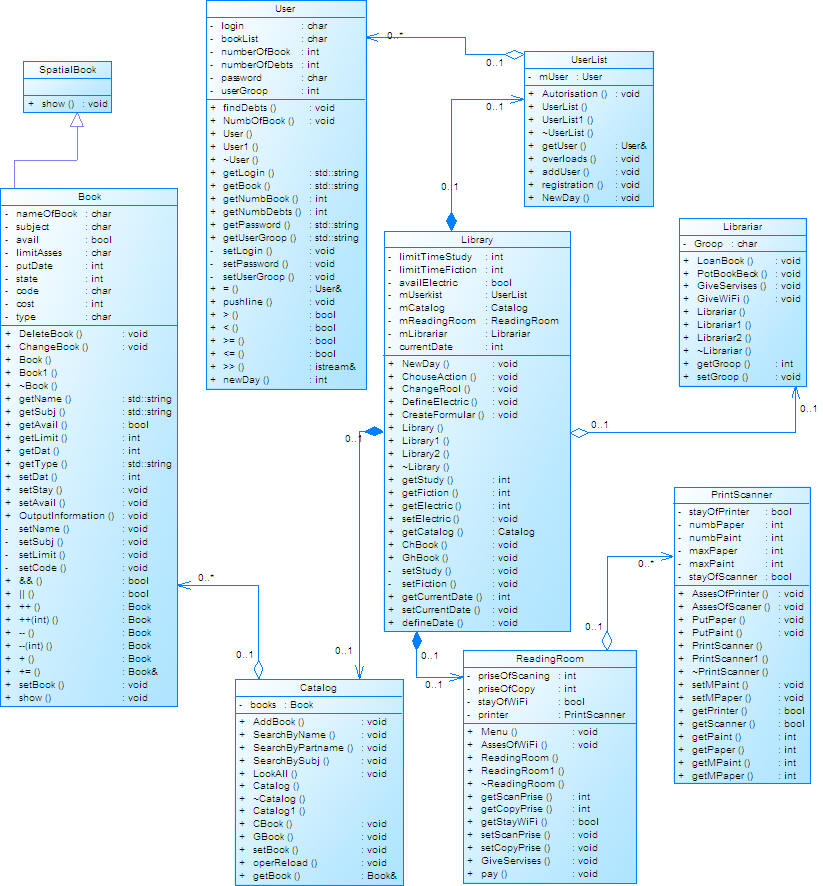 SpatialBook
+ show () : void
Book
- nameOfBook : char
- subject : char
- avail : bool
- limitAsses : char
- putDate : int
- state : int
- code : char
- cost : int
- type : char
+ DeleteBook () : void
+ ChangeBook () : void
+ Book ()
+ Book1 ()
+ ~Book ()
+ getName () : std::string
+ getSubj () : std::string
+ getAvail () : bool
+ getLimit () : int
+ getDat () : int
+ getType () : std::string
+ setDat () : int
+ setStay () : void
+ setAvail () : void
+ OutputInformation () : void
- setName () : void
- setSubj () : void
- setLimit () : void
- setCode () : void
+ && () : bool
+ || () : bool
+ ++ () : Book
+ ++(int) () : Book
+ -- () : Book
+ --(int) () : Book
+ + () : Book
+ += () : Book&
+ setBook () : void
+ show () : void
User
- login : char
- bookList : char
- numberOfBook : int
- numberOfDebts : int
- password : char
- userGroop : int
+ findDebts () : void
+ NumbOfBook () : void
+ User ()
+ User1 ()
+ ~User ()
+ getLogin () : std::string
+ getBook () : std::string
+ getNumbBook () : int
+ getNumbDebts () : int
+ getPassword () : std::string
+ getUserGroop () : std::string
- setLogin () : void
- setPassword () : void
- setUserGroop () : void
+ = () : User&
+ pushline () : void
+ > () : bool
+ < () : bool
+ >= () : bool
+ <= () : bool
+ >> () : istream&
+ newDay () : int
0..*
0..1
UserList
- mUser : User
+ Autorisation () : void
+ UserList ()
+ UserList1 ()
+ ~UserList ()
+ getUser () : User&
+ overloads () : void
+ addUser () : void
+ registration () : void
+ NewDay () : void
0..1
0..1
Library
- limitTimeStudy : int
- limitTimeFiction : int
- availElectric : bool
- mUserkist : UserList
- mCatalog : Catalog
- mReadingRoom : ReadingRoom
- mLibrariar : Librariar
- currentDate : int
+ NewDay () : void
+ ChouseAction () : void
+ ChangeRool () : void
+ DefineElectric () : void
+ CreateFormular () : void
+ Library ()
+ Library1 ()
+ Library2 ()
+ ~Library ()
+ getStudy () : int
+ getFiction () : int
+ getElectric () : int
+ setElectric () : void
+ getCatalog () : Catalog
+ ChBook () : void
+ GhBook () : void
- setStudy () : void
- setFiction () : void
+ getCurrentDate () : int
+ setCurrentDate () : void
+ defineDate () : void
Librariar
- Groop : char
+ LoanBook () : void
+ PotBookBeck () : void
+ GiveServises () : void
+ GiveWiFi () : void
+ Librariar ()
+ Librariar1 ()
+ Librariar2 ()
+ ~Librariar ()
+ getGroop () : int
+ setGroop () : void
0..1
0..1
0..1
0..1
PrintScanner
- stayOfPrinter : bool
- numbPaper : int
- numbPaint : int
- maxPaper : int
- maxPaint : int
- stayOfScanner : bool
+ AssesOfPrinter () : void
+ AssesOfScaner () : void
+ PutPaper () : void
+ PutPaint () : void
+ PrintScanner ()
+ PrintScanner1 ()
+ ~PrintScanner ()
+ setMPaint () : void
+ setMPaper () : void
+ getPrinter () : bool
+ getScanner () : bool
+ getPaint () : int
+ getPaper () : int
+ getMPaint () : int
+ getMPaper () : int
0..*
0..1
0..*
0..1
0..1
0..1
Catalog
- books : Book
+ AddBook () : void
+ SearchByName () : void
+ SearchByPartname () : void
+ SearchBySubj () : void
+ LookAll () : void
+ Catalog ()
+ ~Catalog ()
+ Catalog1 ()
+ CBook () : void
+ GBook () : void
+ setBook () : void
+ operReload () : void
+ getBook () : Book&
ReadingRoom
- priseOfScaning : int
- priseOfCopy : int
- stayOfWiFi : bool
- printer : PrintScanner
+ Menu () : void
+ AssesOfWiFi () : void
+ ReadingRoom ()
+ ReadingRoom1 ()
+ ~ReadingRoom ()
+ getScanPrise () : int
+ getCopyPrise () : int
+ getStayWiFi () : bool
+ setScanPrise () : void
+ setCopyPrise () : void
+ GiveServises () : void
+ pay () : void